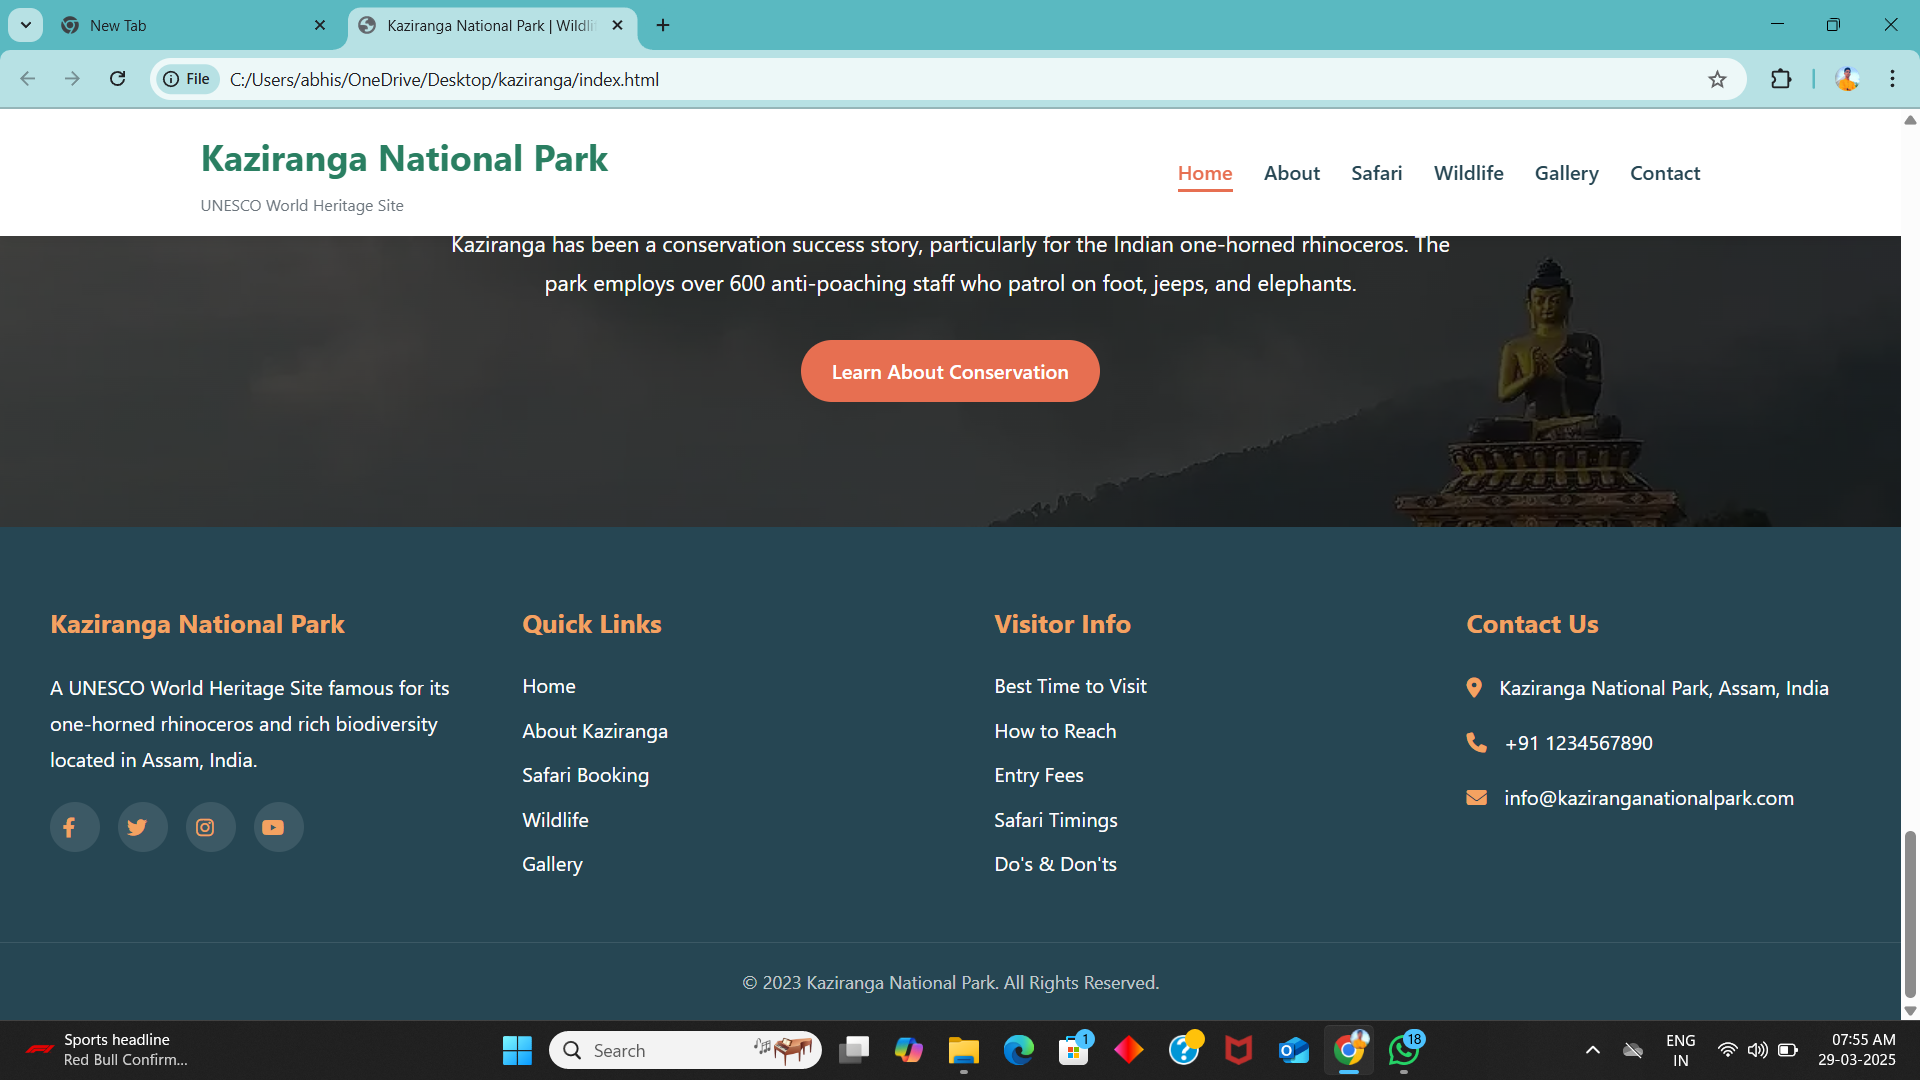 New Tab
Kaziranga National Park | Wildli
File
C:/Users/abhis/OneDrive/Desktop/kaziranga/index.html
Kaziranga National Park
UNESCO World Heritage Site
Home
About
Safari
Wildlife
Gallery
Contact
Kaziranga has been a conservation success story, particularly for the Indian one-horned rhinoceros. The
park employs over 600 anti-poaching staff who patrol on foot, jeeps, and elephants.
Learn About Conservation
Kaziranga National Park
A UNESCO World Heritage Site famous for its
one-horned rhinoceros and rich biodiversity
located in Assam, India.
Quick Links
Home
About Kaziranga
Safari Booking
Wildlife
Gallery
Visitor Info
Best Time to Visit
How to Reach
Entry Fees
Safari Timings
Do's & Don'ts
Contact Us
Kaziranga National Park, Assam, India
+91 1234567890
info@kaziranganationalpark.com
© 2023 Kaziranga National Park. All Rights Reserved.
Sports headline
Red Bull Confirm...
Search
1
18
ENG
IN
07:55 AM
29-03-2025